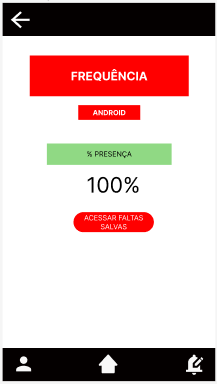 FREQUÊNCIA
ANDROID
% PRESENÇA
100%
ACESSAR FALTAS
SALVAS